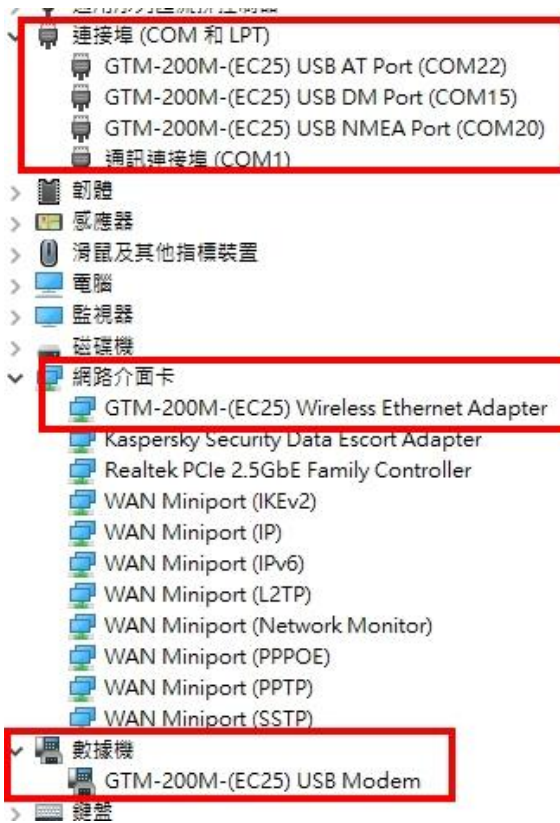 連接埠 (COM 和 LPT)
GTM-200M-(EC25) USB AT Port (COM22)
GTM-200M-(EC25) USB DM Port (COM15)
GTM-200M-(EC25) USB NMEA Port (COM20)
通訊連接埠 (COM1)
韌體
感應器
滑鼠及其他指標裝置
電腦
監視器
磁碟機
網路介面卡
GTM-200M-(EC25) Wireless Ethernet Adapter
Kaspersky Security Data Escort Adapter
Realtek PCIe 2.5GbE Family Controller
WAN Miniport (IKEv2)
WAN Miniport (IP)
WAN Miniport (IPv6)
WAN Miniport (L2TP)
WAN Miniport (Network Monitor)
WAN Miniport (PPPOE)
WAN Miniport (PPTP)
WAN Miniport (SSTP)
數據機
GTM-200M-(EC25) USB Modem
鍵盤